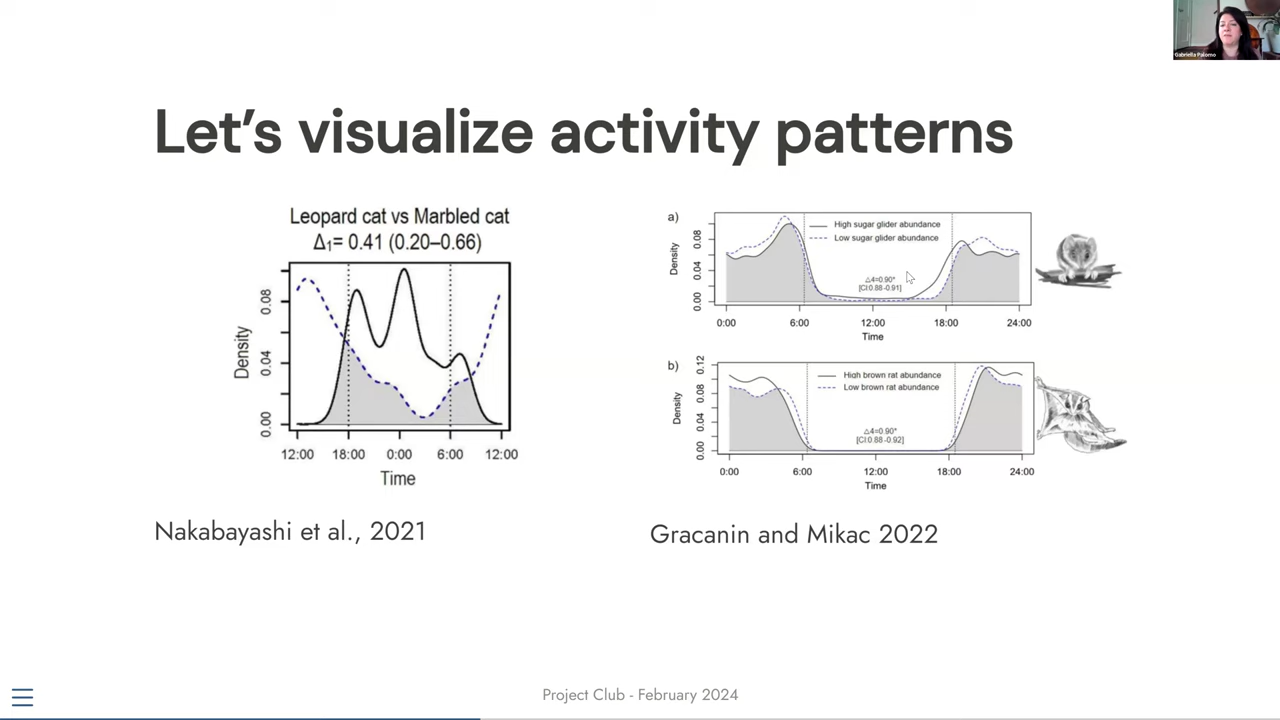 Gabriella Palomo
Let's visualize activity patterns
Leopard cat vs Marbled cat
Δ1= 0.41 (0.20–0.66)
Density
0.00 0.04 0.08
12:00 18:00 0:00 6:00 12:00
Time
Nakabayashi et al., 2021
a)
High sugar glider abundance
Low sugar glider abundance
Density
0.00 0.04 0.08
△4=0.90*
[CI:0.88-0.91]
0:00 6:00 12:00 18:00 24:00
Time
b)
High brown rat abundance
Low brown rat abundance
Density
0.00 0.04 0.08 0.12
△4=0.90*
[CI:0.88-0.92]
0:00 6:00 12:00 18:00 24:00
Time
Gracanin and Mikac 2022
Project Club - February 2024